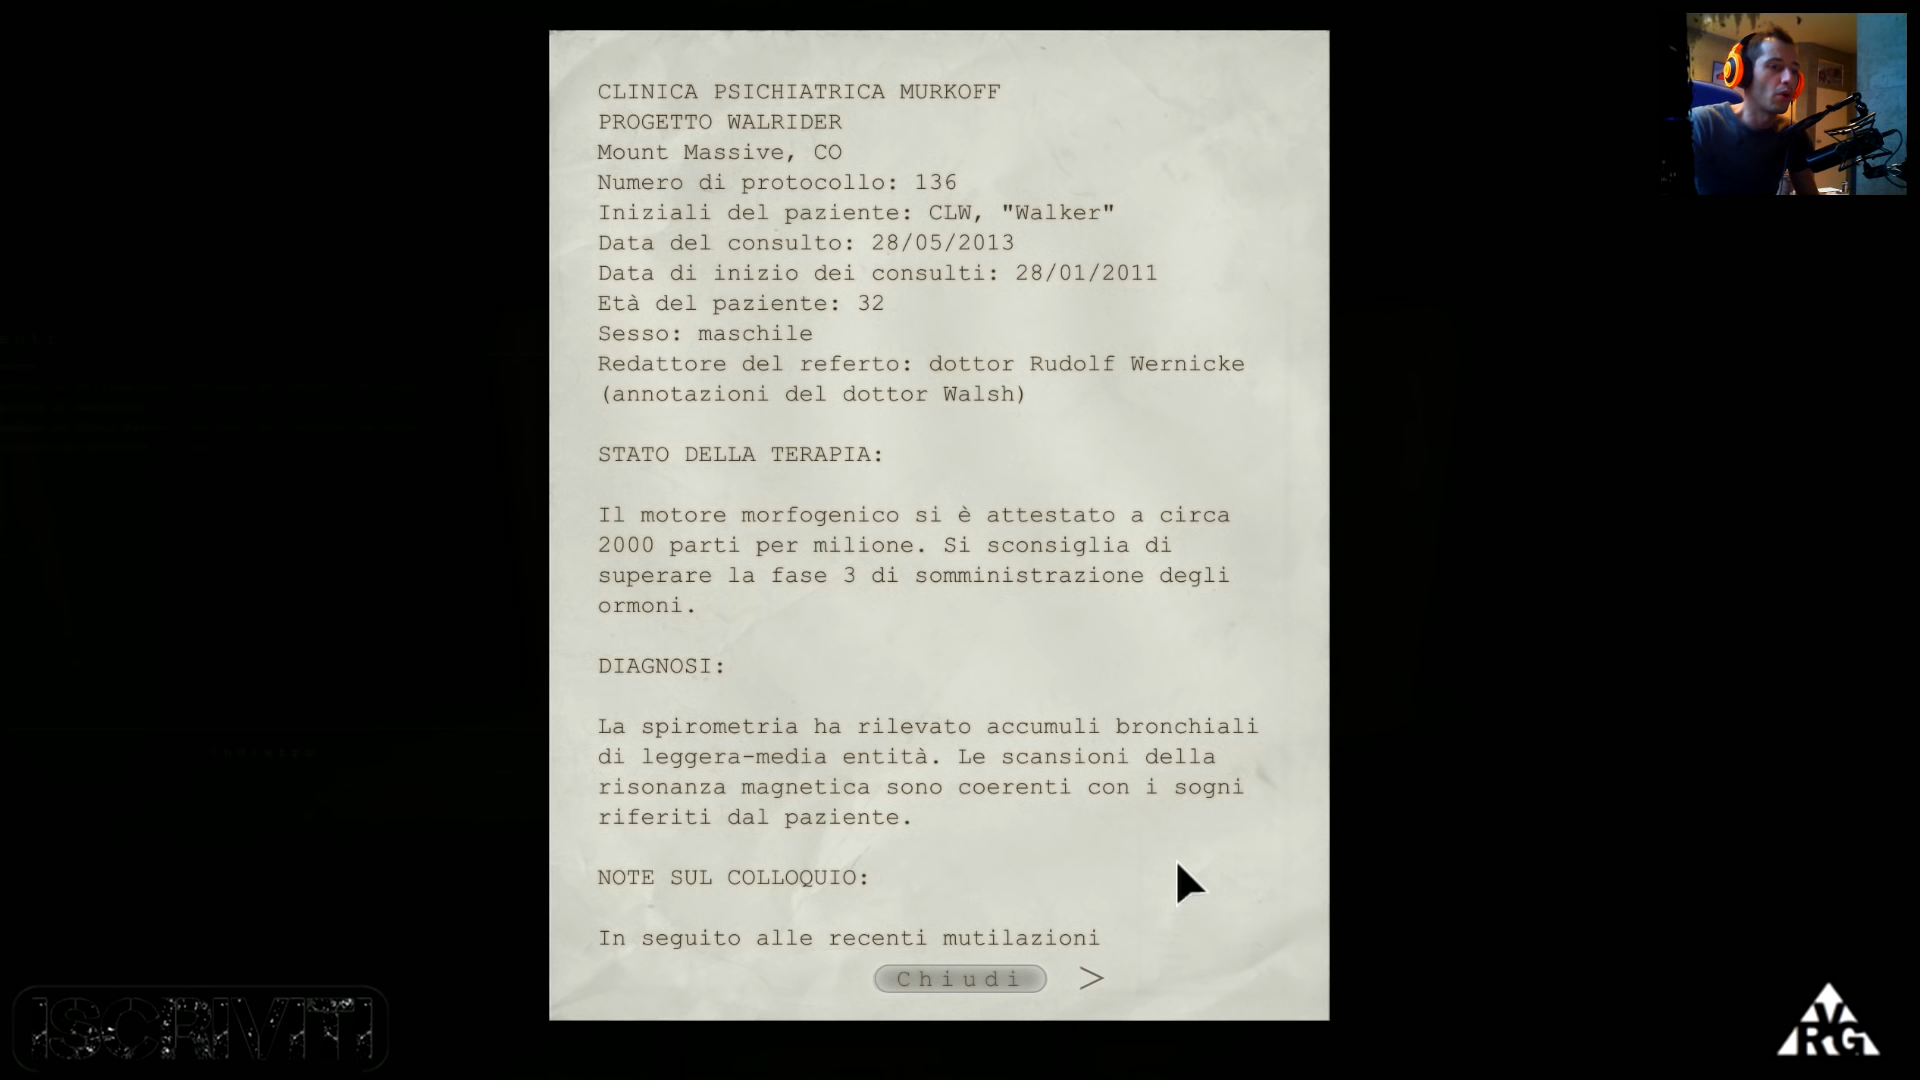 CLINICA PSICHIATRICA MURKOFF
PROGETTO WALRIDER
Mount Massive, CO
Numero di protocollo: 136
Iniziali del paziente: CLW, "Walker"
Data del consulto: 28/05/2013
Data di inizio dei consulti: 28/01/2011
Età del paziente: 32
Sesso: maschile
Redattore del referto: dottor Rudolf Wernicke
(annotazioni del dottor Walsh)
STATO DELLA TERAPIA:
Il motore morfogenico si è attestato a circa
2000 parti per milione. Si sconsiglia di
superare la fase 3 di somministrazione degli
ormoni.
DIAGNOSI:
La spirometria ha rilevato accumuli bronchiali
di leggera-media entità. Le scansioni della
risonanza magnetica sono coerenti con i sogni
riferiti dal paziente.
NOTE SUL COLLOQUIO:
In seguito alle recenti mutilazioni
Chiudi >
ISCRIVITI
VRG